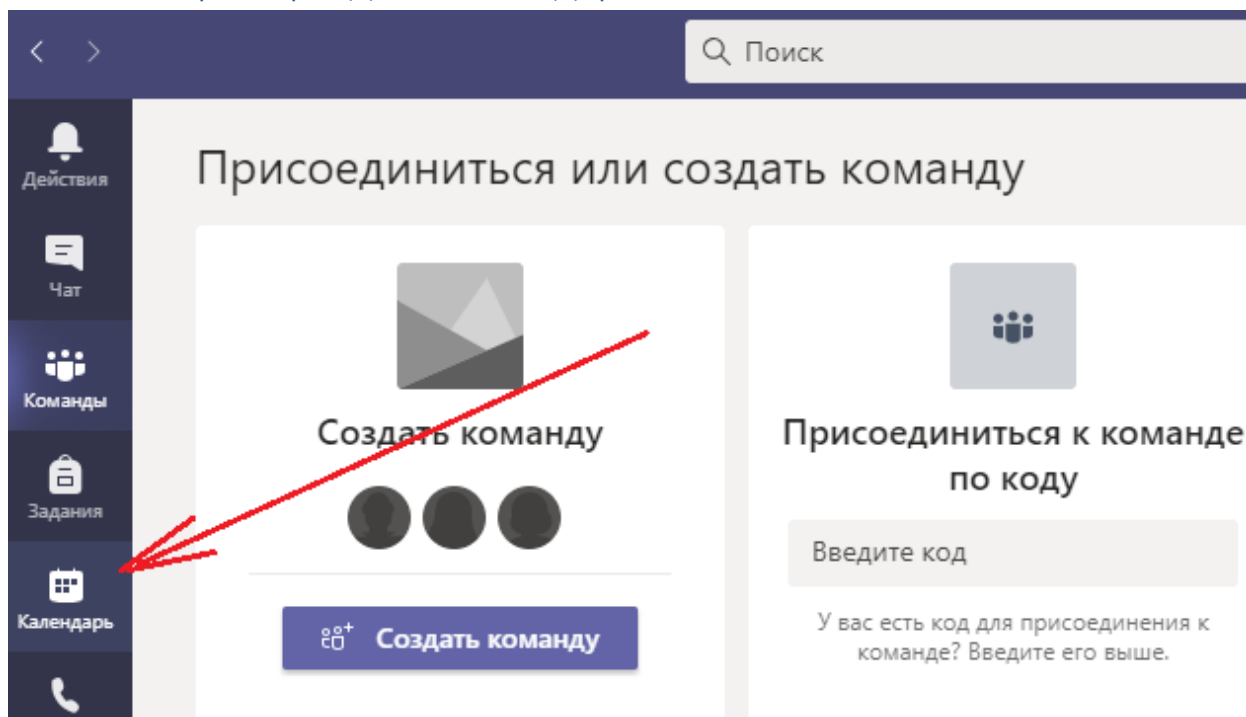 Поиск
Действия
Чат
Команды
Задания
Календарь
Присоединиться или создать команду
Создать команду
Создать команду
Присоединиться к команде
по коду
Введите код
У вас есть код для присоединения к
команде? Введите его выше.